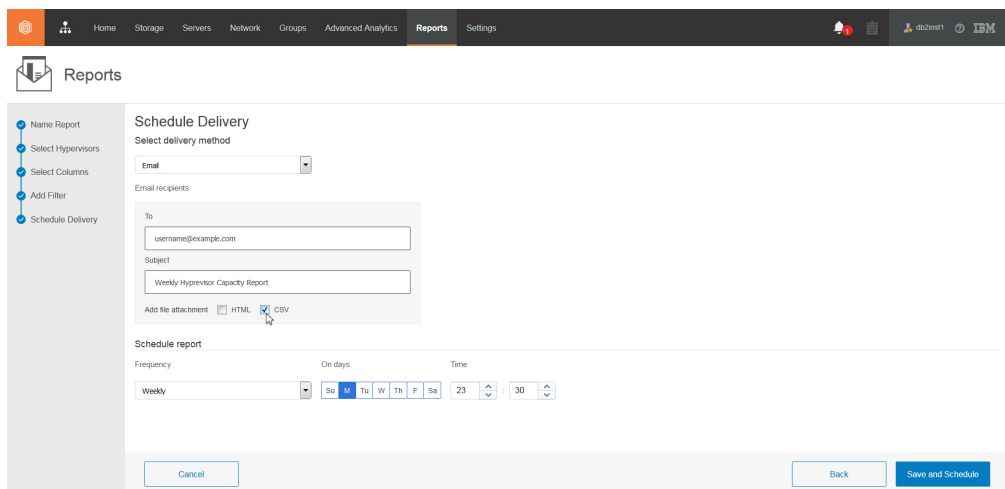 Home Storage Servers Network Groups Advanced Analytics Reports Settings 1 db2inst1 ? IBM
Reports
Name Report
Select Hypervisors
Select Columns
Add Filter
Schedule Delivery
Schedule Delivery
Select delivery method
Email
Email recipients
To
username@example.com
Subject
Weekly Hyprevisor Capacity Report
Add file attachment HTML CSV
Schedule report
Frequency On days Time
Weekly Su M Tu W Th F Sa 23 : 30
Cancel Back Save and Schedule